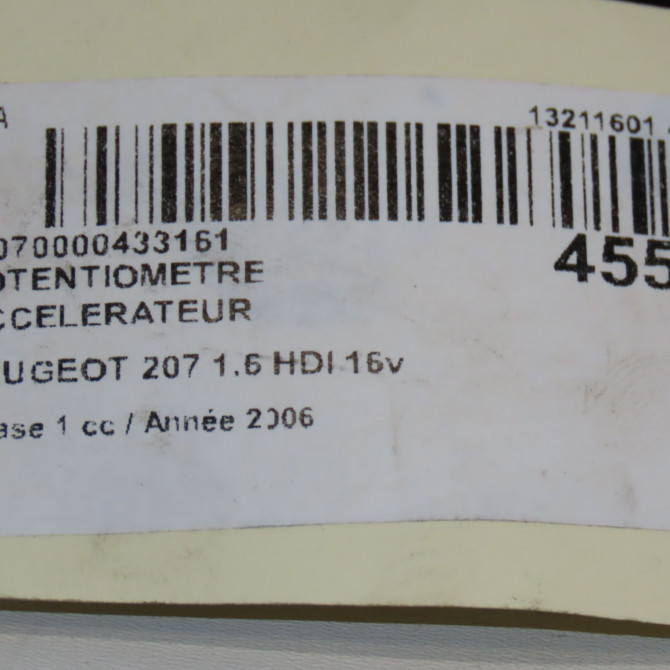 A
13211601
070000433161
455
OTENTIOMETRE
CCELERATEUR
UGEOT 207 1.6 HDI 16v
ase 1 cc / Année 2006